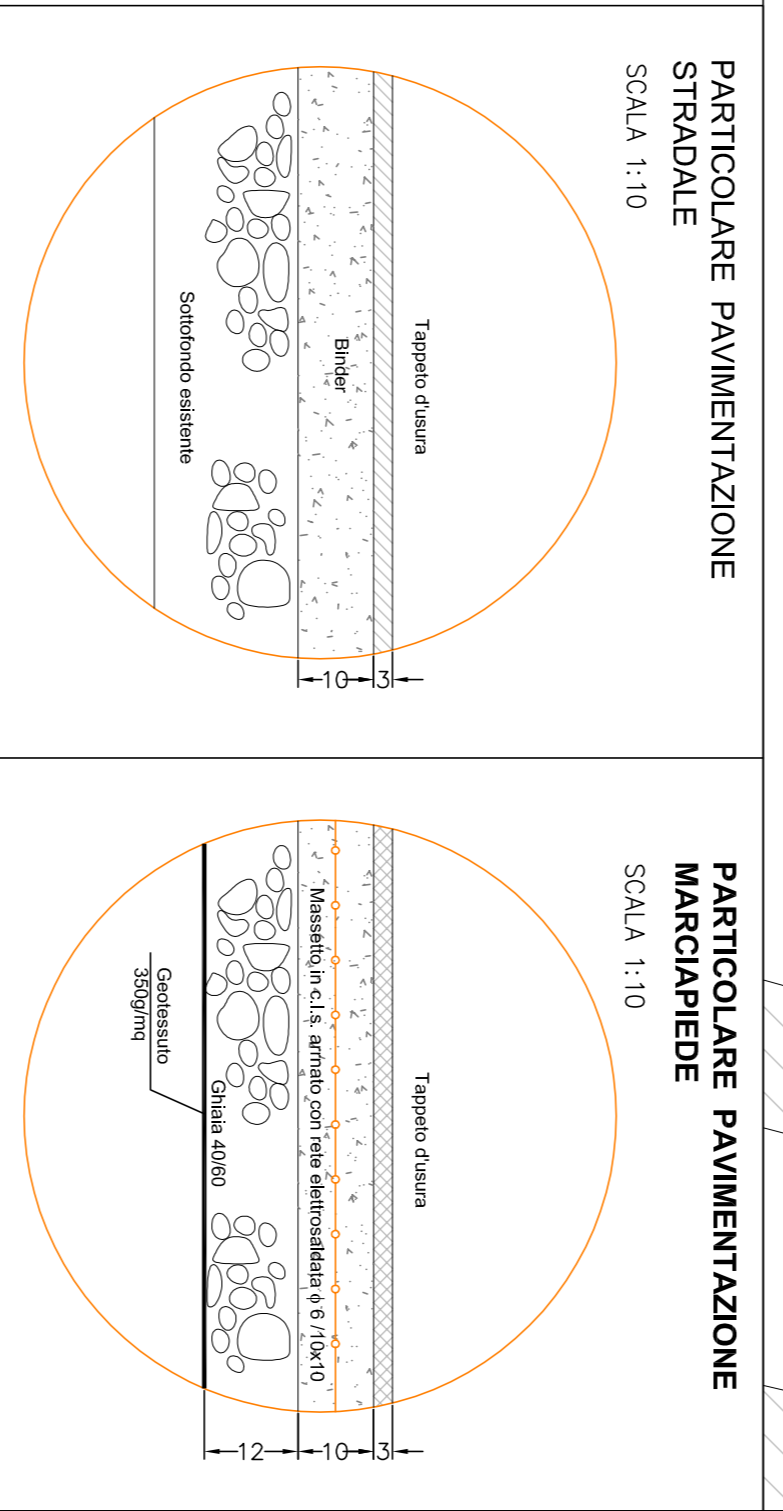 PARTICOLARE PAVIMENTAZIONE
STRADALE
SCALA 1:10
Tappeto d'usura
Binder
Sottofondo esistente
10
3
PARTICOLARE PAVIMENTAZIONE
MARCIAPIEDE
SCALA 1:10
Tappeto d'usura
Massetto in c.l.s. armato con rete elettrosaldata ϕ 6 /10x10
Ghiaia 40/60
Geotessuto
350g/mq
12
10
3